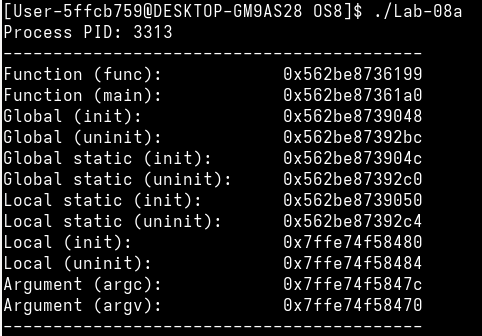 [User-5ffcb759@DESKTOP-GM9AS28 OS8]$ ./Lab-08a
Process PID: 3313
------------------------------------------
Function (func):            0x562be8736199
Function (main):            0x562be87361a0
Global (init):              0x562be8739048
Global (uninit):            0x562be87392bc
Global static (init):       0x562be873904c
Global static (uninit):     0x562be87392c0
Local static (init):        0x562be8739050
Local static (uninit):      0x562be87392c4
Local (init):               0x7ffe74f58480
Local (uninit):             0x7ffe74f58484
Argument (argc):            0x7ffe74f5847c
Argument (argv):            0x7ffe74f58470
------------------------------------------